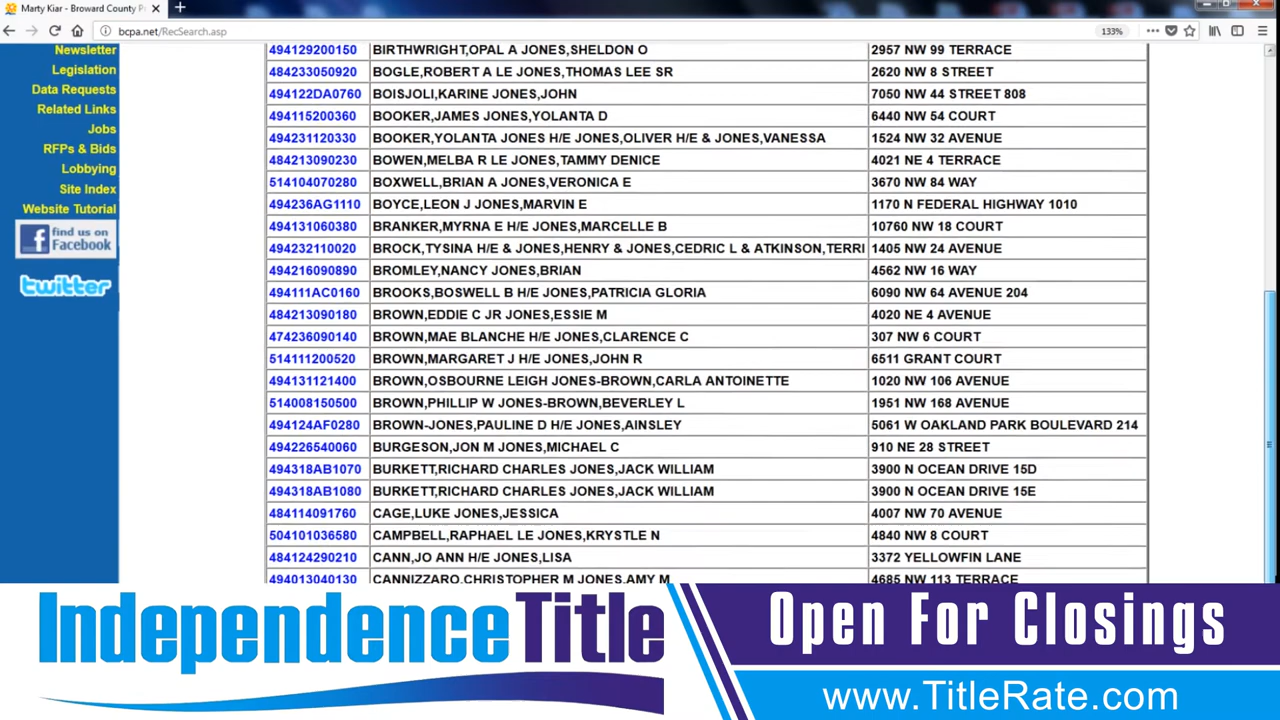 Marty Kiar - Broward County P
bcpa.net/RecSearch.asp
133%
Newsletter
Legislation
Data Requests
Related Links
Jobs
RFPs & Bids
Lobbying
Site Index
Website Tutorial
find us on
Facebook
twitter
494129200150 BIRTHWRIGHT,OPAL A JONES,SHELDON O 2957 NW 99 TERRACE
484233050920 BOGLE,ROBERT A LE JONES,THOMAS LEE SR 2620 NW 8 STREET
494122DA0760 BOISJOLI,KARINE JONES,JOHN 7050 NW 44 STREET 808
494115200360 BOOKER,JAMES JONES,YOLANTA D 6440 NW 54 COURT
494231120330 BOOKER,YOLANTA JONES H/E JONES,OLIVER H/E & JONES,VANESSA 1524 NW 32 AVENUE
484213090230 BOWEN,MELBA R LE JONES,TAMMY DENICE 4021 NE 4 TERRACE
514104070280 BOXWELL,BRIAN A JONES,VERONICA E 3670 NW 84 WAY
494236AG1110 BOYCE,LEON J JONES,MARVIN E 1170 N FEDERAL HIGHWAY 1010
494131060380 BRANKER,MYRNA E H/E JONES,MARCELLE B 10760 NW 18 COURT
494232110020 BROCK,TYSINA H/E & JONES,HENRY & JONES,CEDRIC L & ATKINSON,TERRI 1405 NW 24 AVENUE
494216090890 BROMLEY,NANCY JONES,BRIAN 4562 NW 16 WAY
494111AC0160 BROOKS,BOSWELL B H/E JONES,PATRICIA GLORIA 6090 NW 64 AVENUE 204
484213090180 BROWN,EDDIE C JR JONES,ESSIE M 4020 NE 4 AVENUE
474236090140 BROWN,MAE BLANCHE H/E JONES,CLARENCE C 307 NW 6 COURT
514111200520 BROWN,MARGARET J H/E JONES,JOHN R 6511 GRANT COURT
494131121400 BROWN,OSBOURNE LEIGH JONES-BROWN,CARLA ANTOINETTE 1020 NW 106 AVENUE
514008150500 BROWN,PHILLIP W JONES-BROWN,BEVERLEY L 1951 NW 168 AVENUE
494124AF0280 BROWN-JONES,PAULINE D H/E JONES,AINSLEY 5061 W OAKLAND PARK BOULEVARD 214
494226540060 BURGESON,JON M JONES,MICHAEL C 910 NE 28 STREET
494318AB1070 BURKETT,RICHARD CHARLES JONES,JACK WILLIAM 3900 N OCEAN DRIVE 15D
494318AB1080 BURKETT,RICHARD CHARLES JONES,JACK WILLIAM 3900 N OCEAN DRIVE 15E
484114091760 CAGE,LUKE JONES,JESSICA 4007 NW 70 AVENUE
504101036580 CAMPBELL,RAPHAEL LE JONES,KRYSTLE N 4840 NW 8 COURT
484124290210 CANN,JO ANN H/E JONES,LISA 3372 YELLOWFIN LANE
494013040130 CANNIZZARO,CHRISTOPHER M JONES,AMY M 4685 NW 113 TERRACE
Independence Title
Open For Closings
www.TitleRate.com